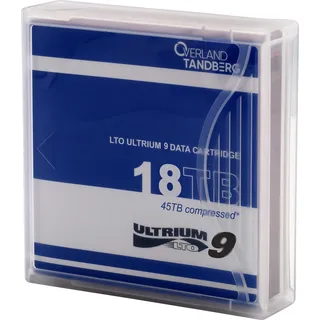 OVERLAND
TANDBERG
LTO ULTRIUM 9 DATA CARTRIDGE
18TB
45TB compressed*
ULTRIUM 9
LTO